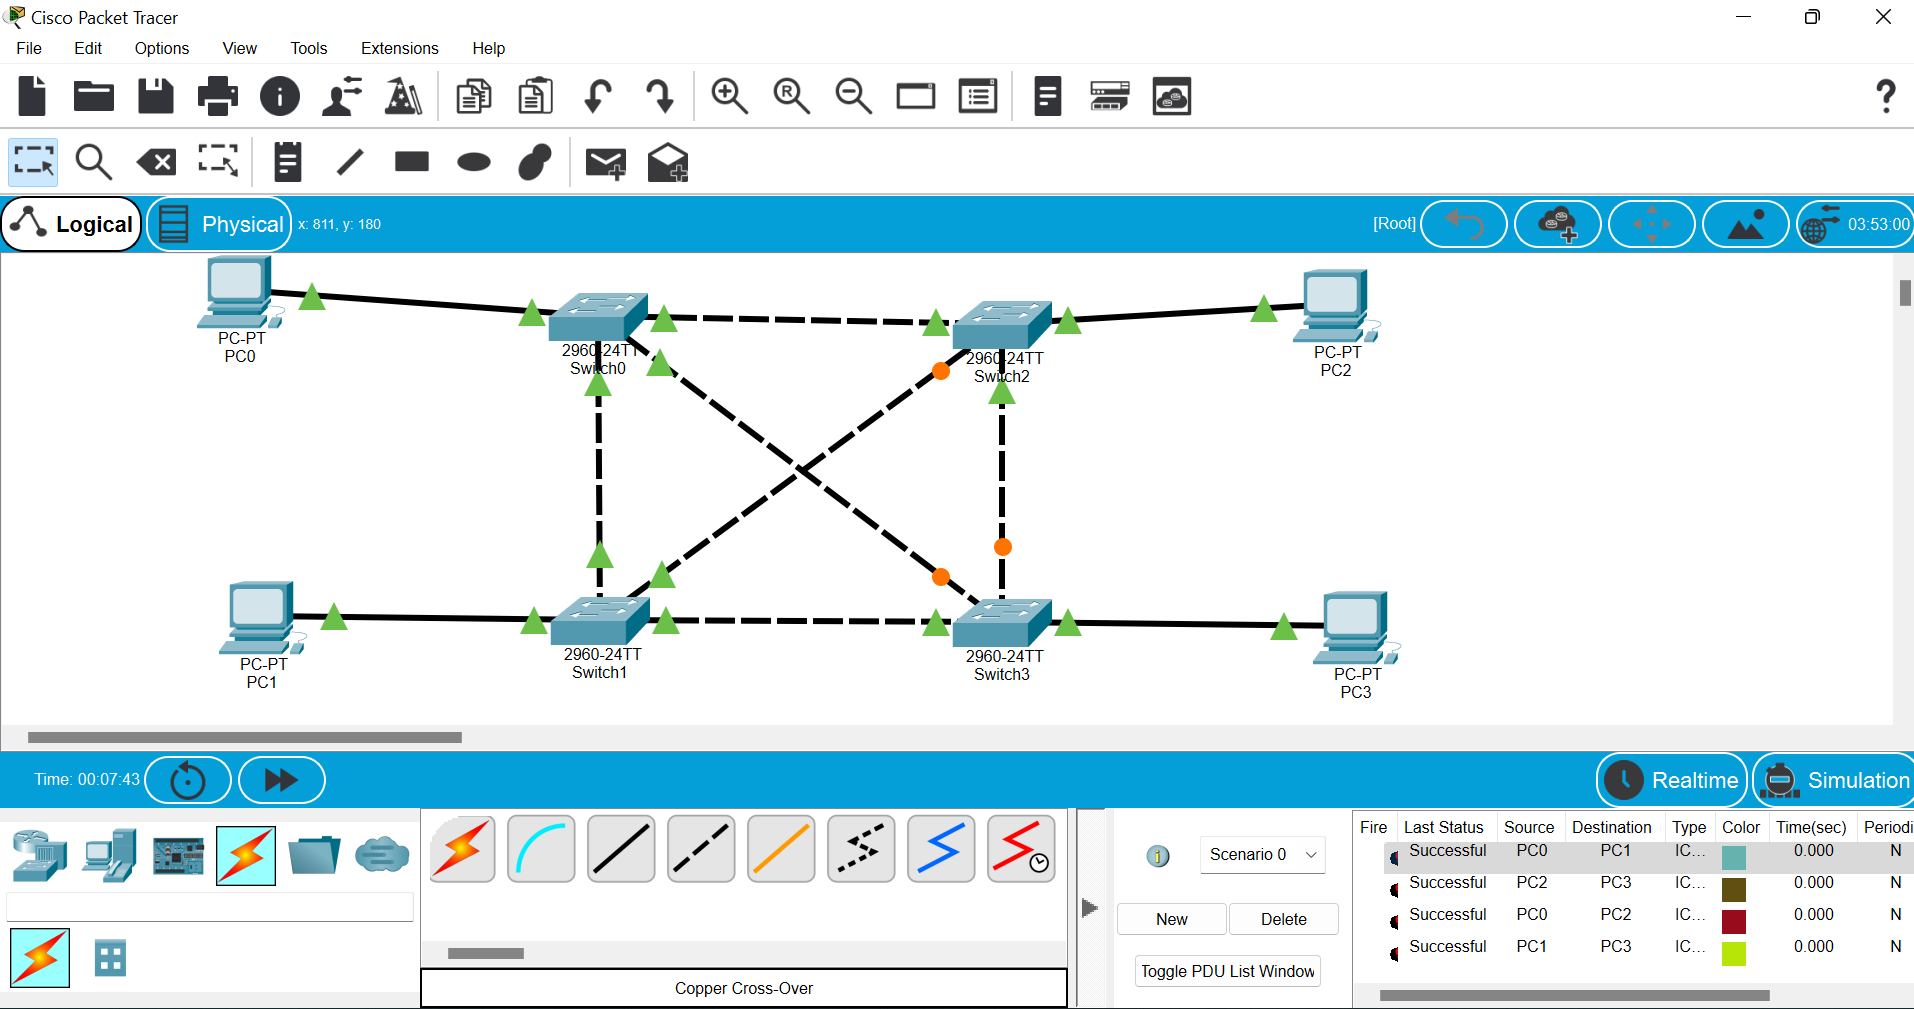 Cisco Packet Tracer
File Edit Options View Tools Extensions Help
Logical Physical x: 811, y: 180 [Root] 03:53:00
PC-PT
PC0
2960-24TT
Switch0
2960-24TT
Switch2
PC-PT
PC2
PC-PT
PC1
2960-24TT
Switch1
2960-24TT
Switch3
PC-PT
PC3
Time: 00:07:43 Realtime Simulation
Scenario 0
New Delete
Toggle PDU List Window
Copper Cross-Over
Fire Last Status Source Destination Type Color Time(sec) Periodi
Successful PC0 PC1 IC... 0.000 N
Successful PC2 PC3 IC... 0.000 N
Successful PC0 PC2 IC... 0.000 N
Successful PC1 PC3 IC... 0.000 N